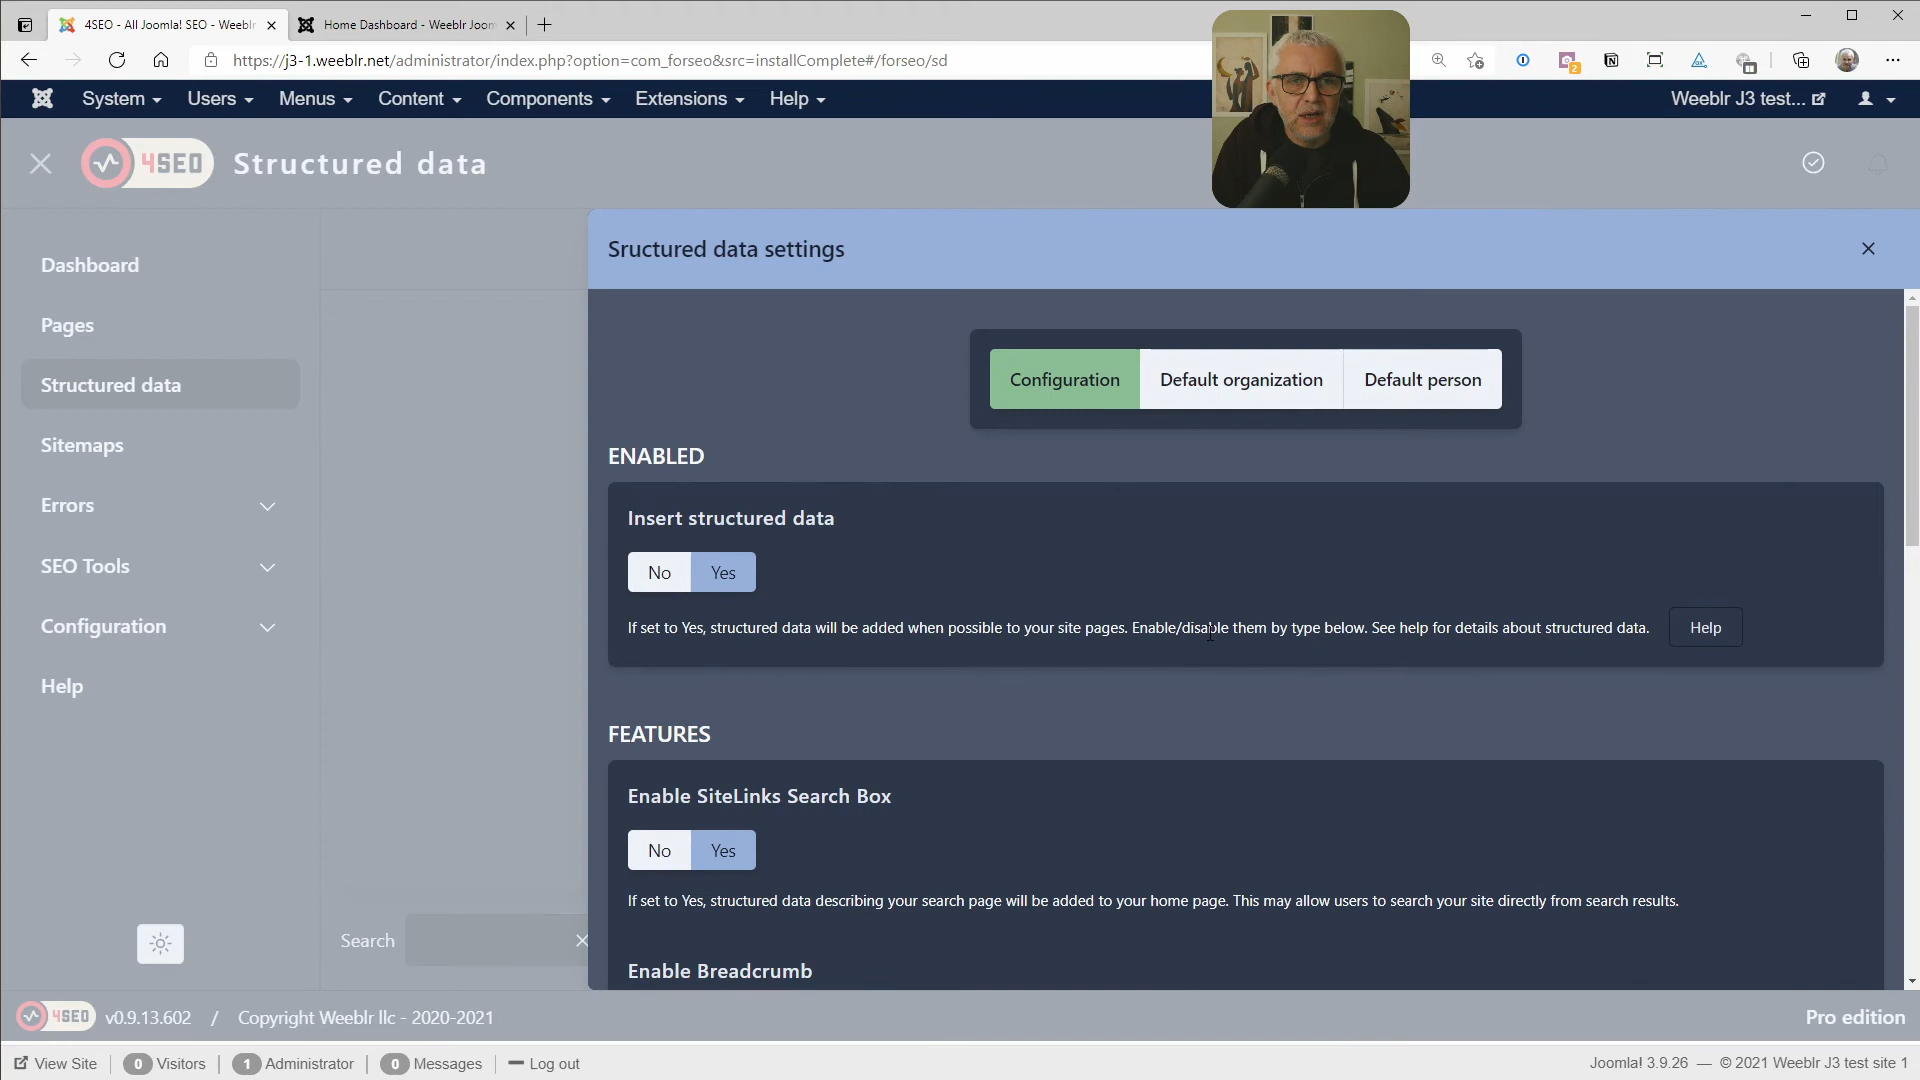 4SEO - All Joomla! SEO - Weeblr
Home Dashboard - Weeblr Joom
https://j3-1.weeblr.net/administrator/index.php?option=com_forseo&src=installComplete#/forseo/sd
2
System
Users
Menus
Content
Components
Extensions
Help
Weeblr J3 test...
4SEO
Structured data
Dashboard
Pages
Structured data
Sitemaps
Errors
SEO Tools
Configuration
Help
Search
Sructured data settings
Configuration
Default organization
Default person
ENABLED
Insert structured data
No
Yes
If set to Yes, structured data will be added when possible to your site pages. Enable/disable them by type below. See help for details about structured data.
Help
FEATURES
Enable SiteLinks Search Box
No
Yes
If set to Yes, structured data describing your search page will be added to your home page. This may allow users to search your site directly from search results.
Enable Breadcrumb
4SEO v0.9.13.602 / Copyright Weeblr llc - 2020-2021
Pro edition
View Site
0 Visitors
1 Administrator
0 Messages
Log out
Joomla! 3.9.26 — © 2021 Weeblr J3 test site 1